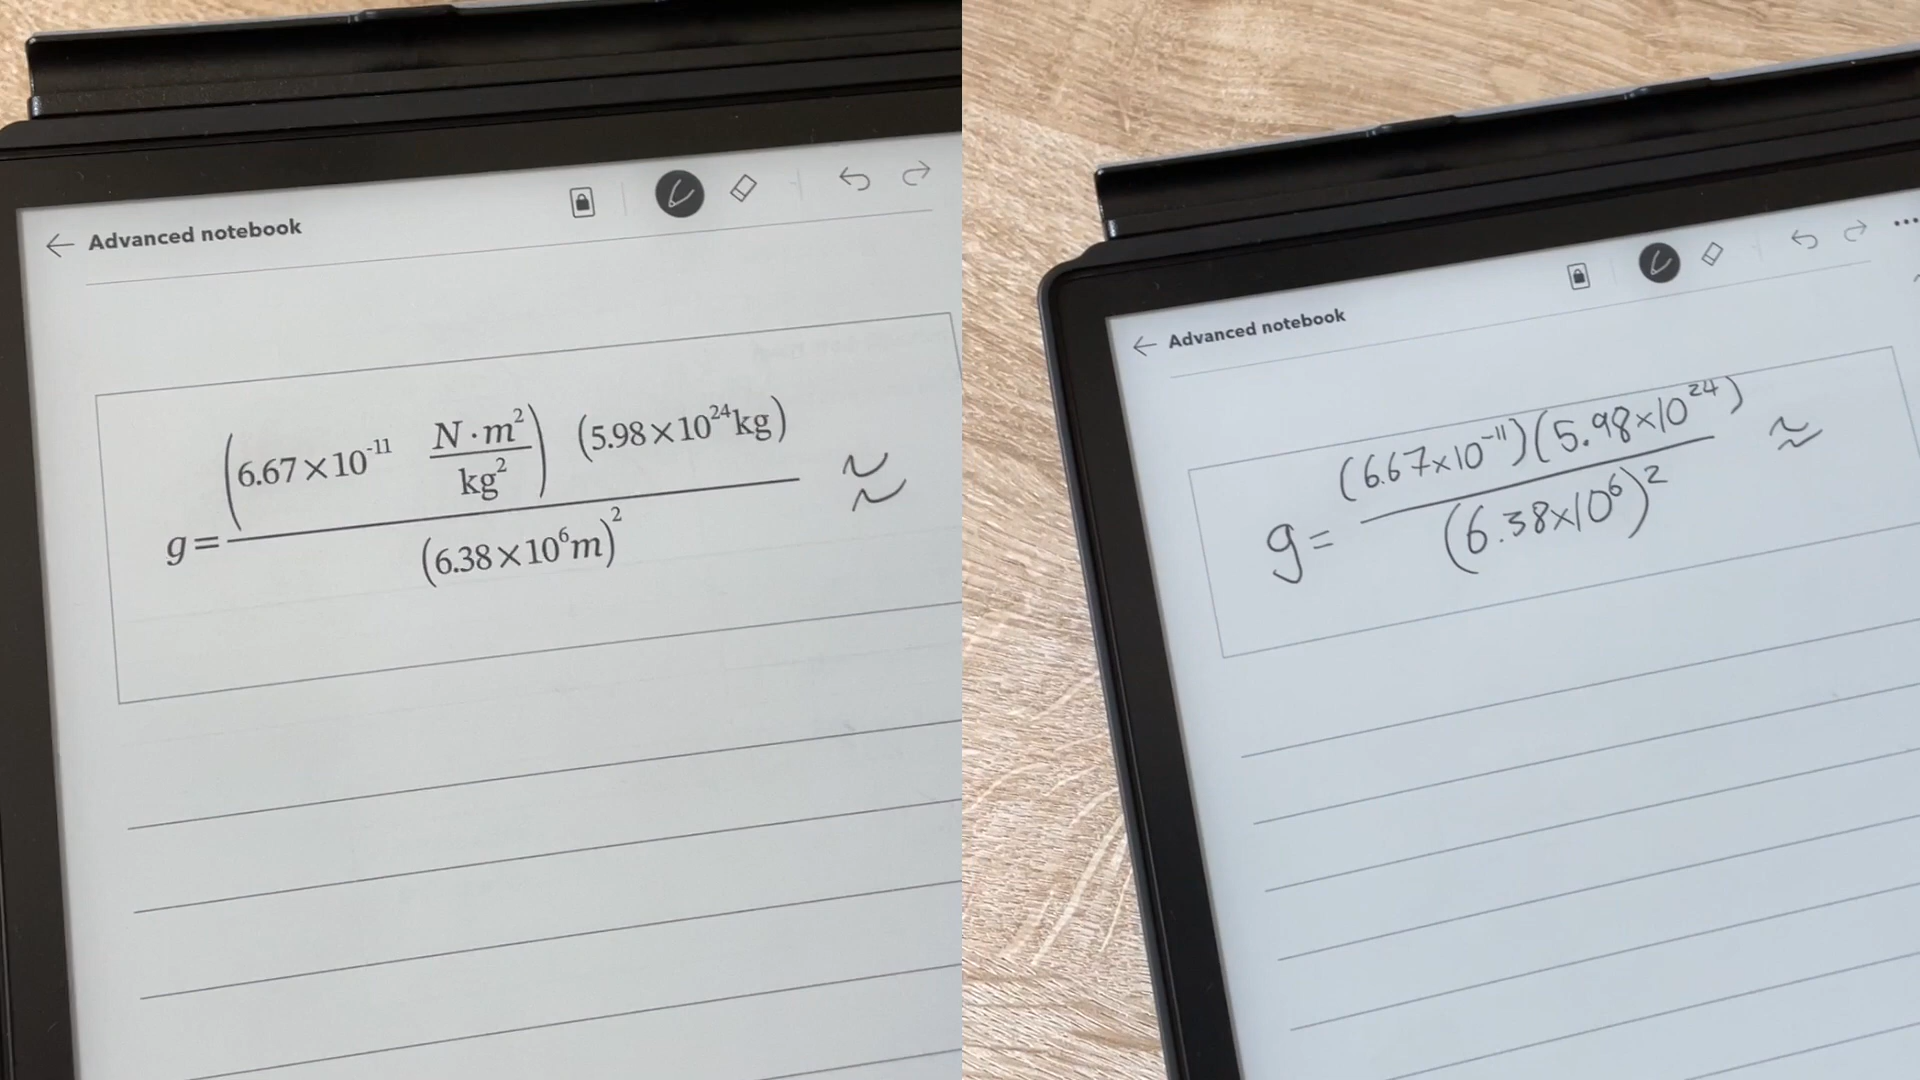 Advanced notebook
g = (6.67×10⁻¹¹ N·m²/kg²) (5.98×10²⁴kg) / (6.38×10⁶m)² ≈
Advanced notebook
g = (6.67×10⁻¹¹)(5.98×10²⁴) / (6.38×10⁶)² ≈